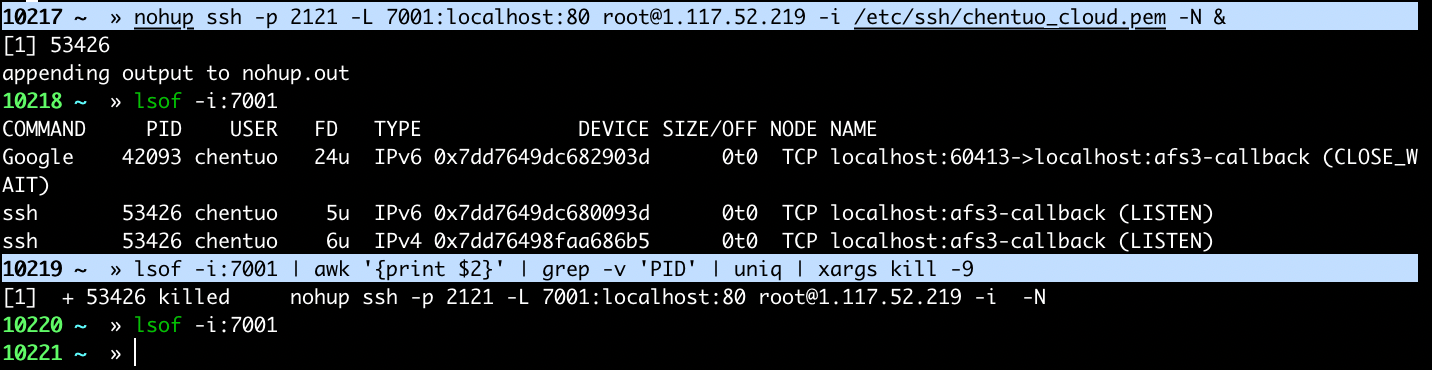 10217 ~  » nohup ssh -p 2121 -L 7001:localhost:80 root@1.117.52.219 -i /etc/ssh/chentuo_cloud.pem -N &
[1] 53426
appending output to nohup.out
10218 ~  » lsof -i:7001
COMMAND     PID    USER   FD   TYPE             DEVICE SIZE/OFF NODE NAME
Google    42093 chentuo   24u  IPv6 0x7dd7649dc682903d      0t0  TCP localhost:60413->localhost:afs3-callback (CLOSE_W
AIT)
ssh       53426 chentuo    5u  IPv6 0x7dd7649dc680093d      0t0  TCP localhost:afs3-callback (LISTEN)
ssh       53426 chentuo    6u  IPv4 0x7dd76498faa686b5      0t0  TCP localhost:afs3-callback (LISTEN)
10219 ~  » lsof -i:7001 | awk '{print $2}' | grep -v 'PID' | uniq | xargs kill -9
[1]  + 53426 killed     nohup ssh -p 2121 -L 7001:localhost:80 root@1.117.52.219 -i  -N
10220 ~  » lsof -i:7001
10221 ~  »